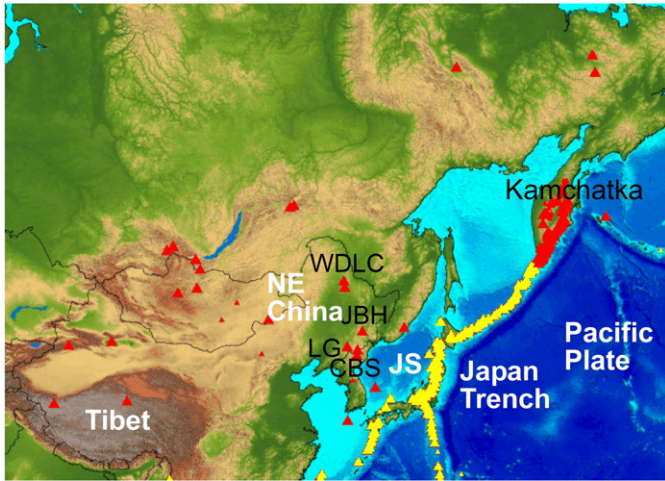 Kamchatka
WDLC
NE
China
JBH
LG
CBS
JS
Japan
Trench
Pacific
Plate
Tibet